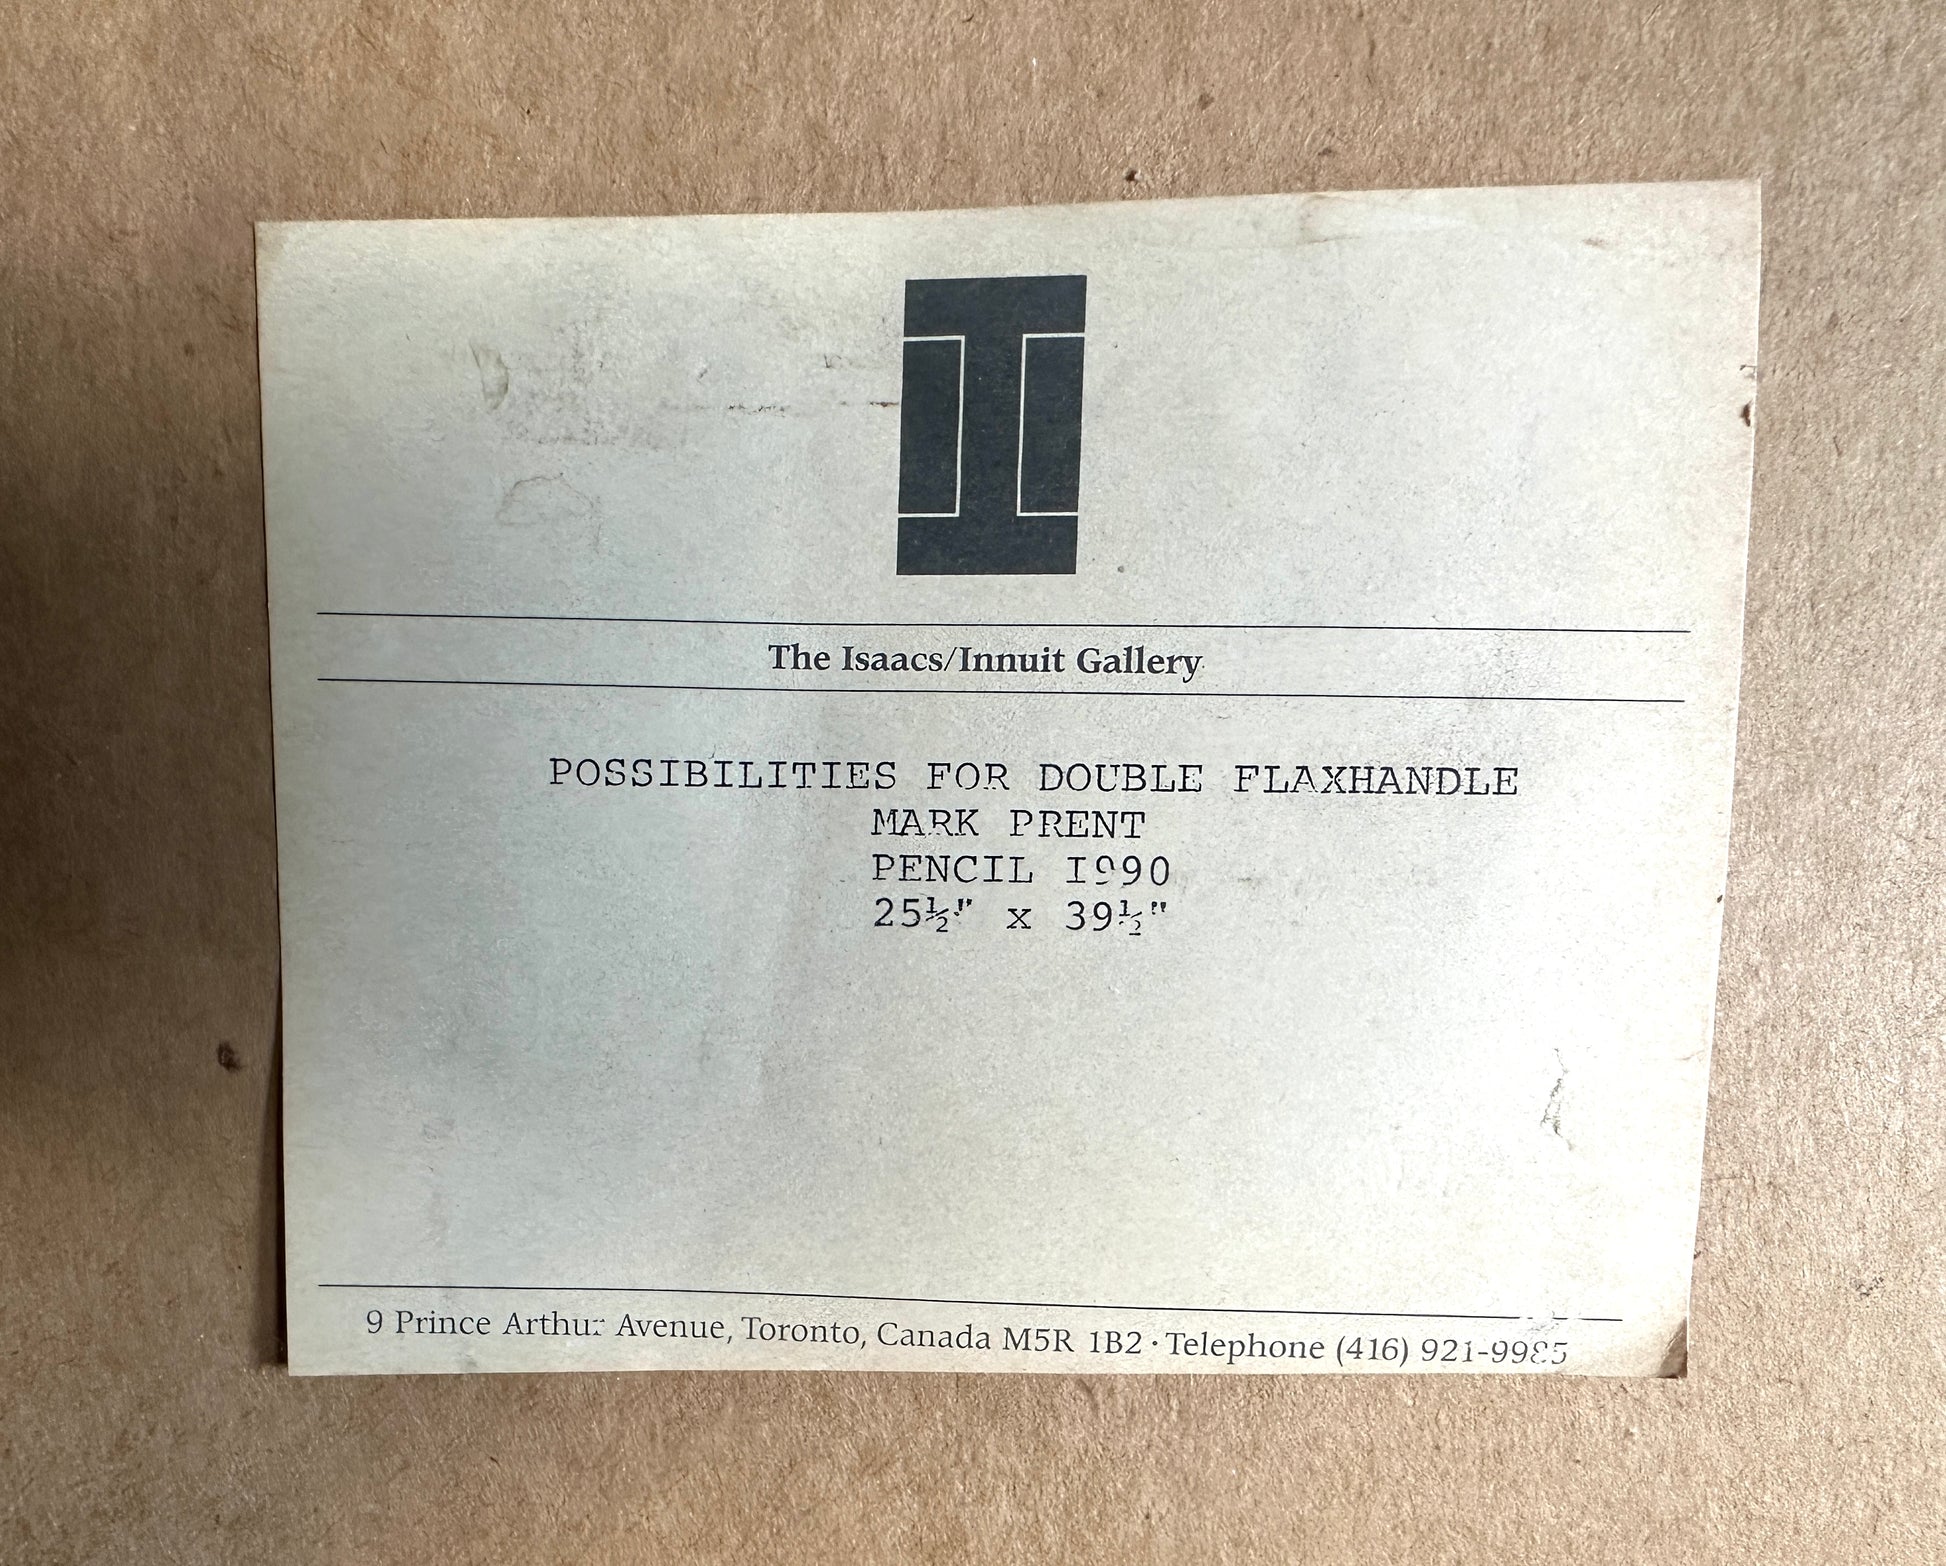 The Isaacs/Innuit Gallery
POSSIBILITIES FOR DOUBLE FLAXHANDLE
MARK PRENT
PENCIL I990
25½" x 39½"
9 Prince Arthur Avenue, Toronto, Canada M5R 1B2 · Telephone (416) 921-9985